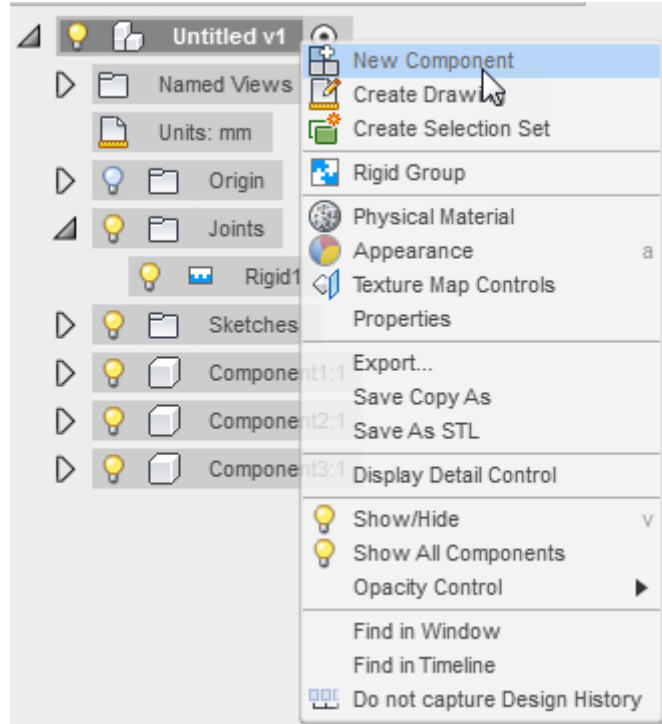 Untitled v1
Named Views
Units: mm
Origin
Joints
Rigid1
Sketches
Component1:1
Component2:1
Component3:1
New Component
Create Drawing
Create Selection Set
Rigid Group
Physical Material
Appearance a
Texture Map Controls
Properties
Export...
Save Copy As
Save As STL
Display Detail Control
Show/Hide v
Show All Components
Opacity Control
Find in Window
Find in Timeline
Do not capture Design History